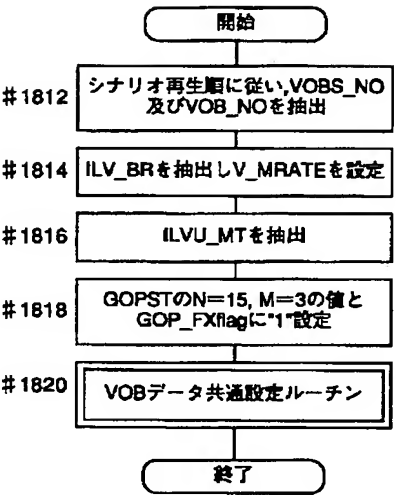 開始
#1812
シナリオ再生順に従い,VOBS_NO
及びVOB_NOを抽出
#1814
ILV_BRを抽出しV_MRATEを設定
#1816
ILVU_MTを抽出
#1818
GOPSTのN=15, M=3の値と
GOP_FXflagに"1"設定
#1820
VOBデータ共通設定ルーチン
終了